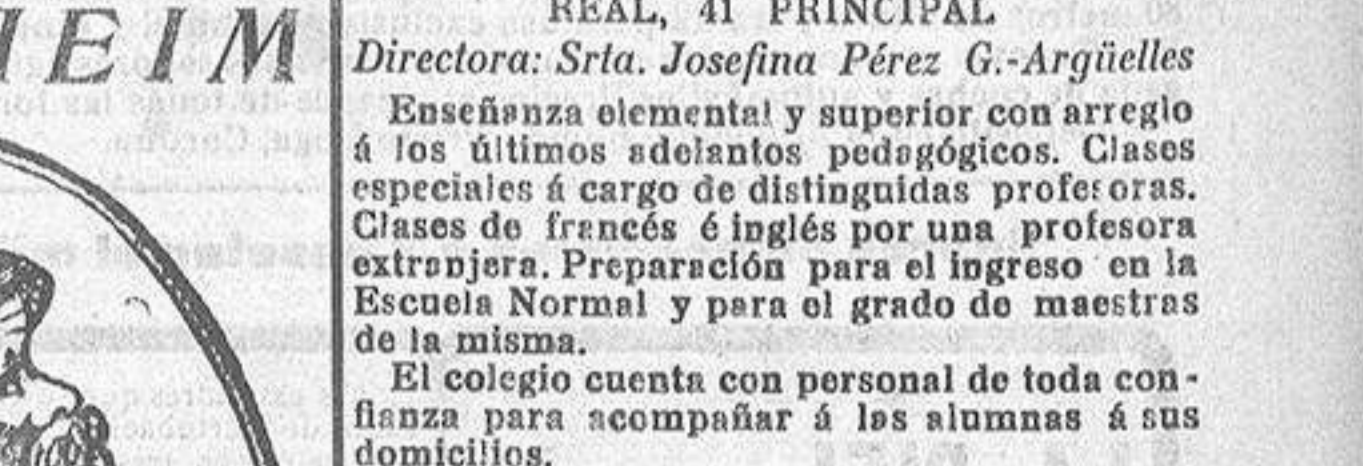 IEIM
REAL, 41 PRINCIPAL
Directora: Srta. Josefina Pérez G.-Argüelles
Enseñanza elemental y superior con arreglo
á los últimos adelantos pedagógicos. Clases
especiales á cargo de distinguidas profesoras.
Clases de francés é inglés por una profesora
extranjera. Preparación para el ingreso en la
Escuela Normal y para el grado de maestras
de la misma.
El colegio cuenta con personal de toda con-
fianza para acompañar á las alumnas á sus
domicilios.